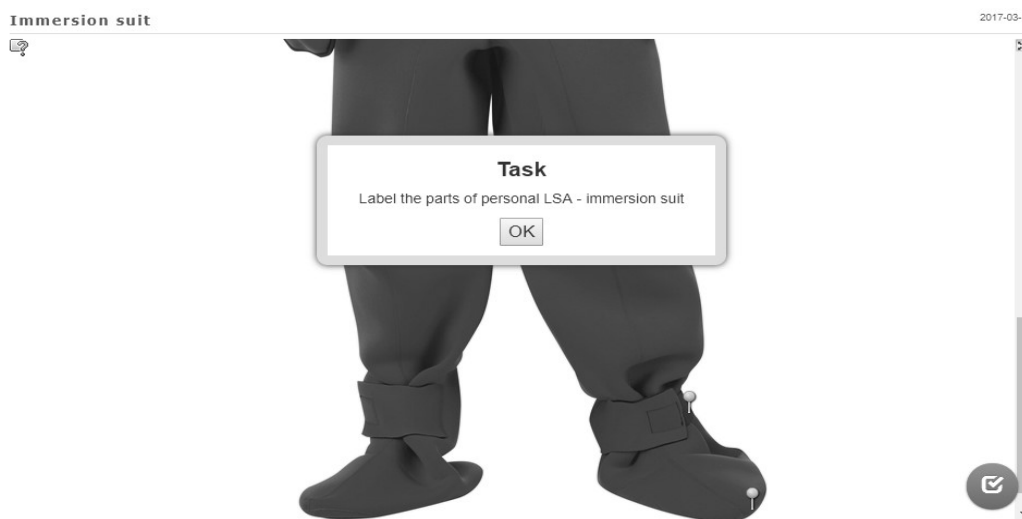 Immersion suit
2017-03-
Task
Label the parts of personal LSA - immersion suit
OK